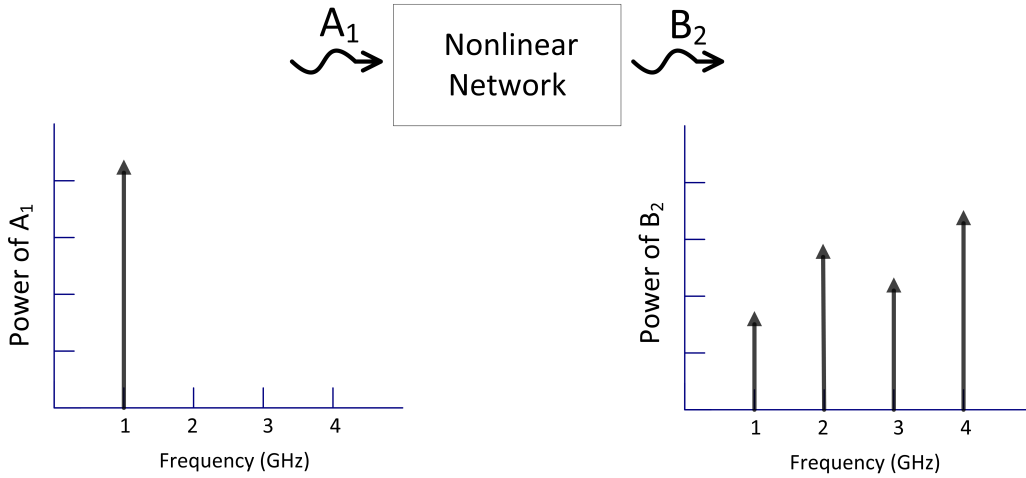 A1
Nonlinear
Network
B2
Power of A1
1 2 3 4
Frequency (GHz)
Power of B2
1 2 3 4
Frequency (GHz)